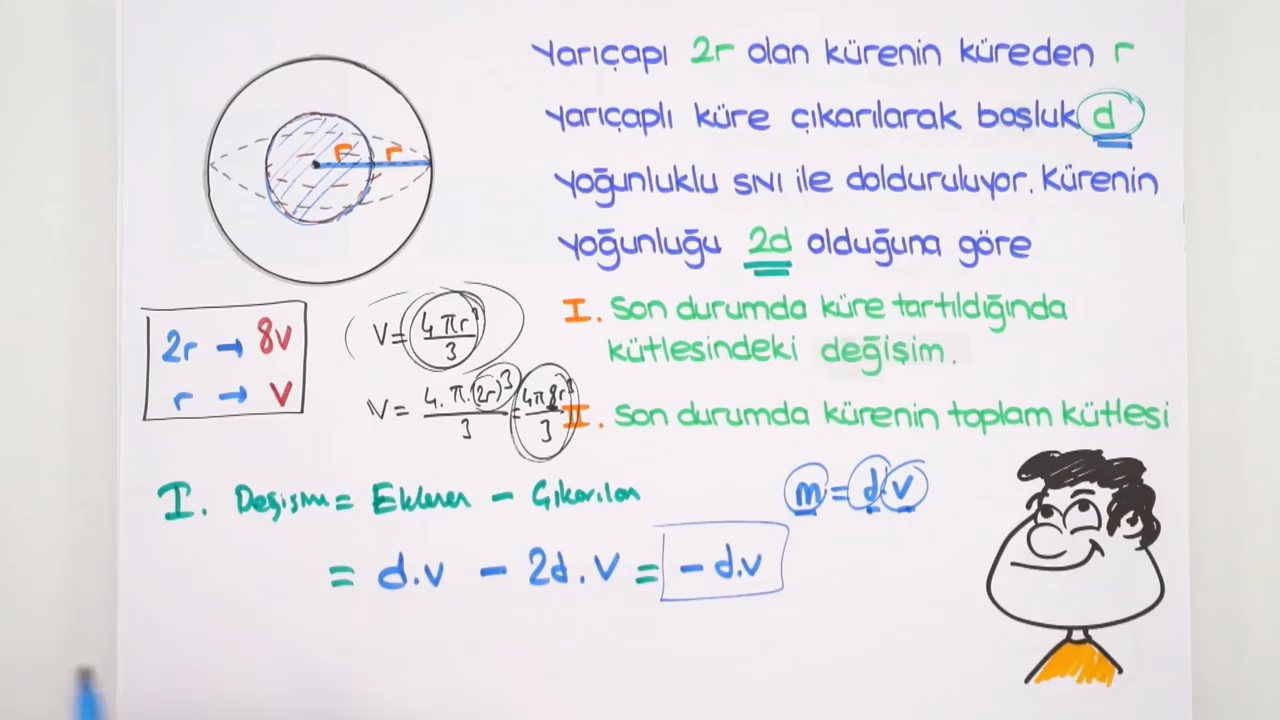 Yarıçapı 2r olan kürenin küreden r
yarıçaplı küre çıkarılarak boşluk d
yoğunluklu sıvı ile dolduruluyor. Kürenin
yoğunluğu 2d olduğuna göre
I. Son durumda küre tartıldığında
kütlesindeki değişim.
II. Son durumda kürenin toplam kütlesi
r r
2r → 8V
r → V
V = 4πr³/3
V = 4.π.(2r)³/3 = 4π8r³/3
I. Değişim = Eklenen - Çıkarılan
m = d.v
= d.v - 2d.V = - d.v